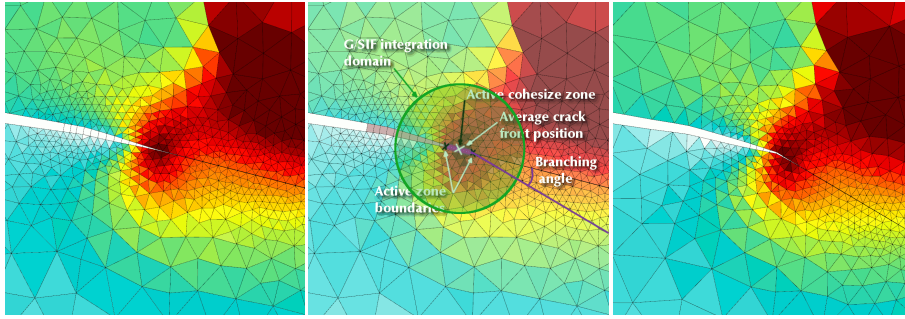 G/SIF integration
domain
Active cohesize zone
Average crack
front position
Branching
angle
Active zone
boundaries